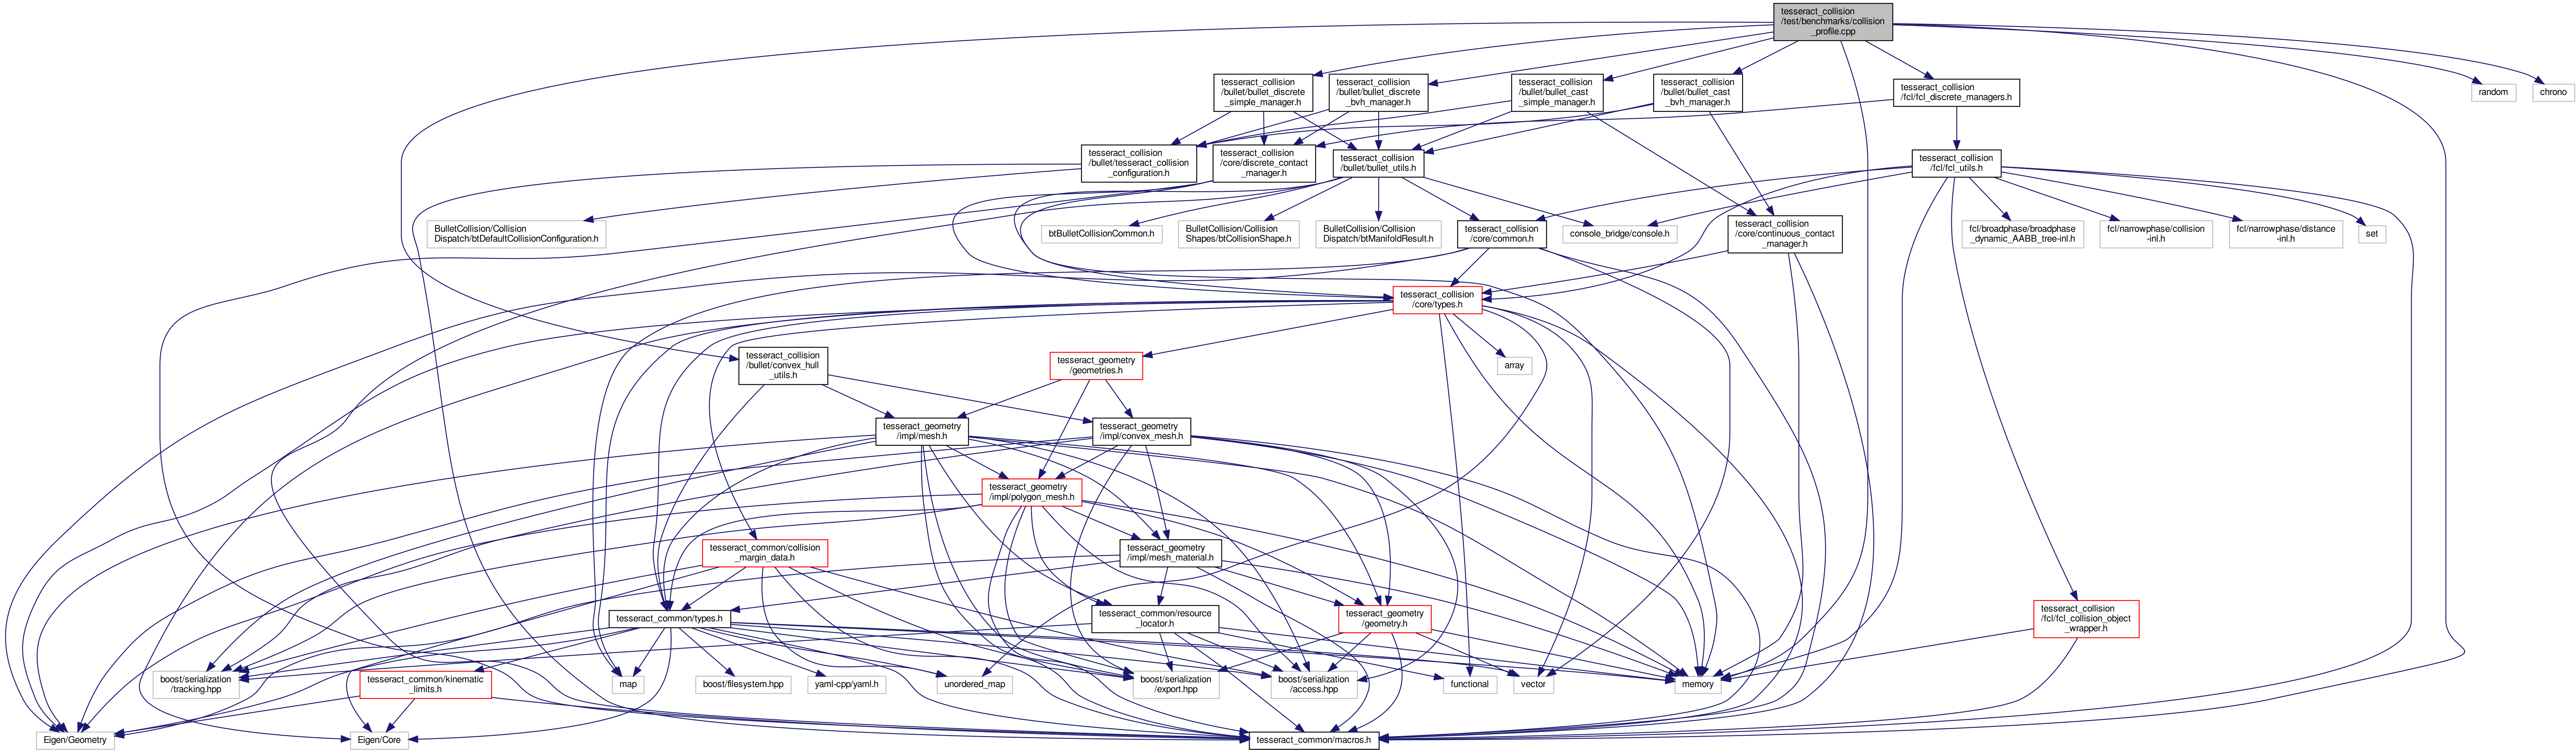 tesseract_collision
/test/benchmarks/collision
_profile.cpp
tesseract_collision
/bullet/bullet_discrete
_simple_manager.h
tesseract_collision
/bullet/bullet_discrete
_bvh_manager.h
tesseract_collision
/bullet/bullet_cast
_simple_manager.h
tesseract_collision
/bullet/bullet_cast
_bvh_manager.h
tesseract_collision
/fcl/fcl_discrete_managers.h
random
chrono
tesseract_collision
/bullet/tesseract_collision
_configuration.h
tesseract_collision
/core/discrete_contact
_manager.h
tesseract_collision
/bullet/bullet_utils.h
tesseract_collision
/fcl/fcl_utils.h
BulletCollision/Collision
Dispatch/btDefaultCollisionConfiguration.h
btBulletCollisionCommon.h
BulletCollision/Collision
Shapes/btCollisionShape.h
BulletCollision/Collision
Dispatch/btManifoldResult.h
tesseract_collision
/core/common.h
console_bridge/console.h
tesseract_collision
/core/continuous_contact
_manager.h
fcl/broadphase/broadphase
_dynamic_AABB_tree-inl.h
fcl/narrowphase/collision
-inl.h
fcl/narrowphase/distance
-inl.h
set
tesseract_collision
/core/types.h
tesseract_collision
/bullet/convex_hull
_utils.h
tesseract_geometry
/geometries.h
array
tesseract_geometry
/impl/mesh.h
tesseract_geometry
/impl/convex_mesh.h
tesseract_geometry
/impl/polygon_mesh.h
tesseract_common/collision
_margin_data.h
tesseract_geometry
/impl/mesh_material.h
tesseract_common/types.h
tesseract_common/resource
_locator.h
tesseract_geometry
/geometry.h
tesseract_collision
/fcl/fcl_collision_object
_wrapper.h
boost/serialization
/tracking.hpp
tesseract_common/kinematic
_limits.h
map
boost/filesystem.hpp
yaml-cpp/yaml.h
unordered_map
boost/serialization
/export.hpp
boost/serialization
/access.hpp
functional
vector
memory
Eigen/Geometry
Eigen/Core
tesseract_common/macros.h